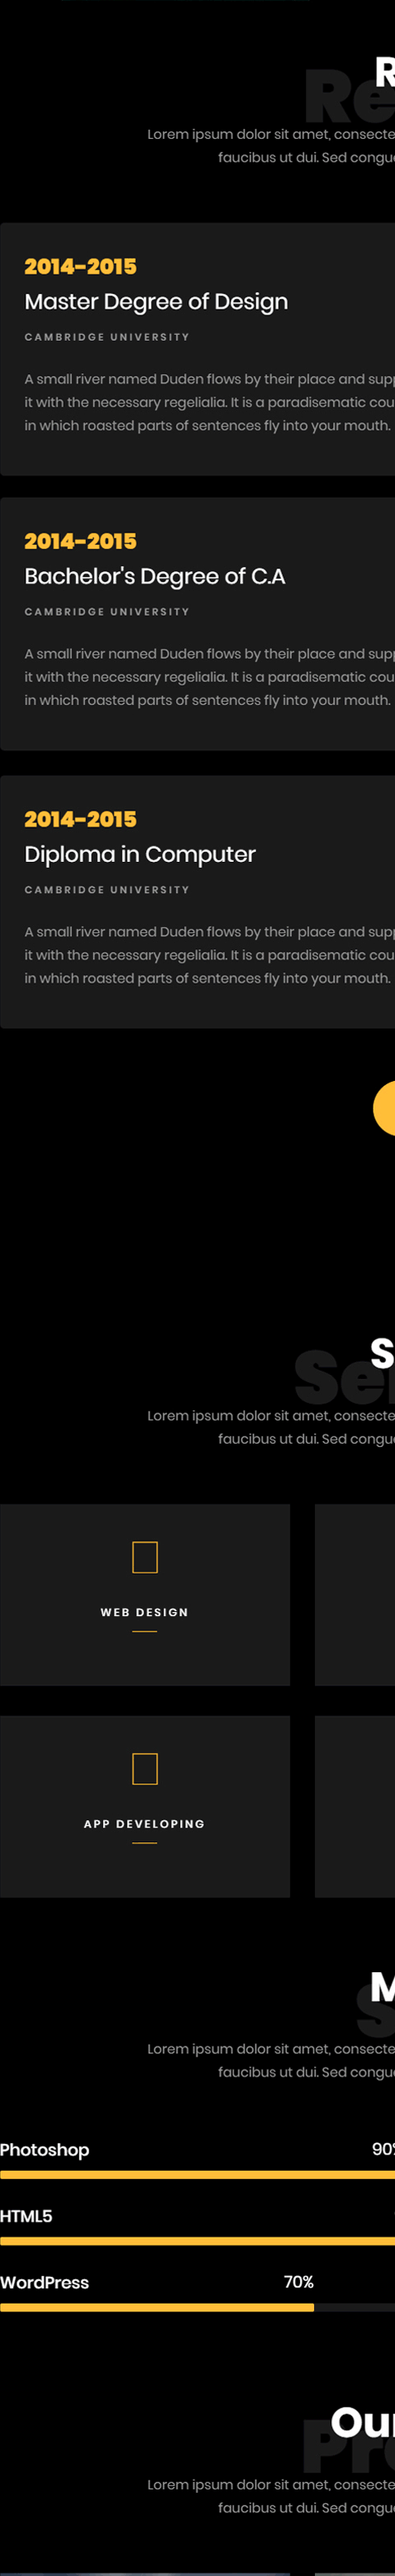 R
Re
Lorem ipsum dolor sit amet, consecte
faucibus ut dui. Sed congu
2014-2015
Master Degree of Design
CAMBRIDGE UNIVERSITY
A small river named Duden flows by their place and supp
it with the necessary regelialia. It is a paradisematic cou
in which roasted parts of sentences fly into your mouth.
2014-2015
Bachelor's Degree of C.A
CAMBRIDGE UNIVERSITY
A small river named Duden flows by their place and supp
it with the necessary regelialia. It is a paradisematic cou
in which roasted parts of sentences fly into your mouth.
2014-2015
Diploma in Computer
CAMBRIDGE UNIVERSITY
A small river named Duden flows by their place and supp
it with the necessary regelialia. It is a paradisematic cou
in which roasted parts of sentences fly into your mouth.
S
Se
Lorem ipsum dolor sit amet, consecte
faucibus ut dui. Sed congu
WEB DESIGN
APP DEVELOPING
M
S
Lorem ipsum dolor sit amet, consecte
faucibus ut dui. Sed congu
Photoshop 90%
HTML5
WordPress 70%
Our
Pr
Lorem ipsum dolor sit amet, consecte
faucibus ut dui. Sed congu